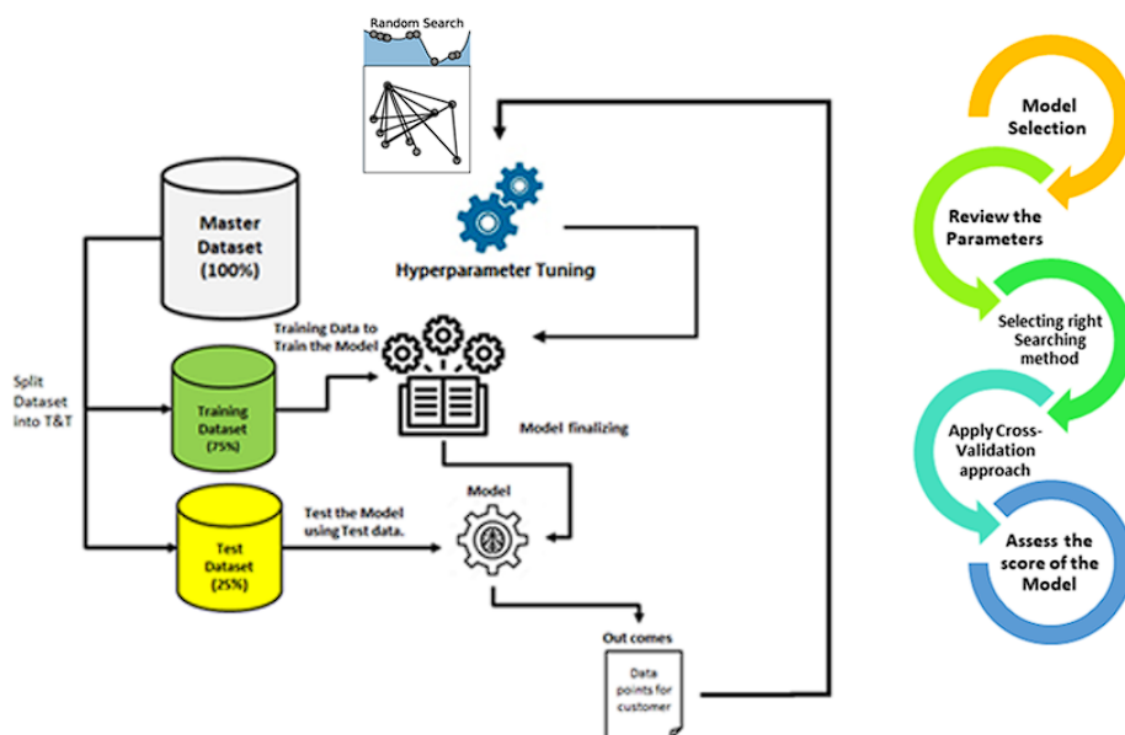 Random Search
Master
Dataset
(100%)
Hyperparameter Tuning
Training Data to
Train the Model
Split
Dataset
into T&T
Training
Dataset
(75%)
Model finalizing
Model
Test the Model
using Test data.
Test
Dataset
(25%)
Out comes
Data
points for
customer
Model
Selection
Review the
Parameters
Selecting right
Searching
method
Apply Cross-
Validation
approach
Assess the
score of the
Model